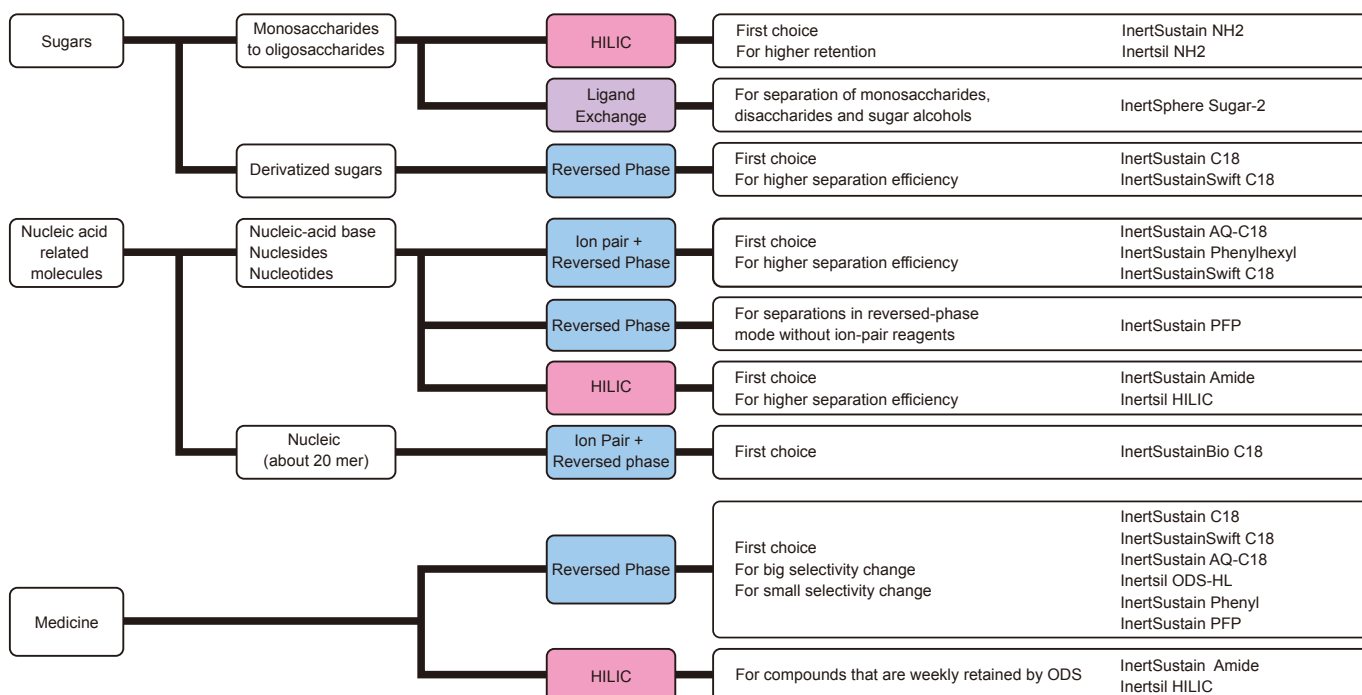 Sugars
Monosaccharides
to oligosaccharides
HILIC
First choice
For higher retention
InertSustain NH2
Inertsil NH2
Ligand
Exchange
For separation of monosaccharides,
disaccharides and sugar alcohols
InertSphere Sugar-2
Derivatized sugars
Reversed Phase
First choice
For higher separation efficiency
InertSustain C18
InertSustainSwift C18
Nucleic acid
related
molecules
Nucleic-acid base
Nuclesides
Nucleotides
Ion pair +
Reversed Phase
First choice
For higher separation efficiency
InertSustain AQ-C18
InertSustain Phenylhexyl
InertSustainSwift C18
Reversed Phase
For separations in reversed-phase
mode without ion-pair reagents
InertSustain PFP
HILIC
First choice
For higher separation efficiency
InertSustain Amide
Inertsil HILIC
Nucleic
(about 20 mer)
Ion Pair +
Reversed phase
First choice
InertSustainBio C18
Medicine
Reversed Phase
First choice
For big selectivity change
For small selectivity change
InertSustain C18
InertSustainSwift C18
InertSustain AQ-C18
Inertsil ODS-HL
InertSustain Phenyl
InertSustain PFP
HILIC
For compounds that are weekly retained by ODS
InertSustain Amide
Inertsil HILIC